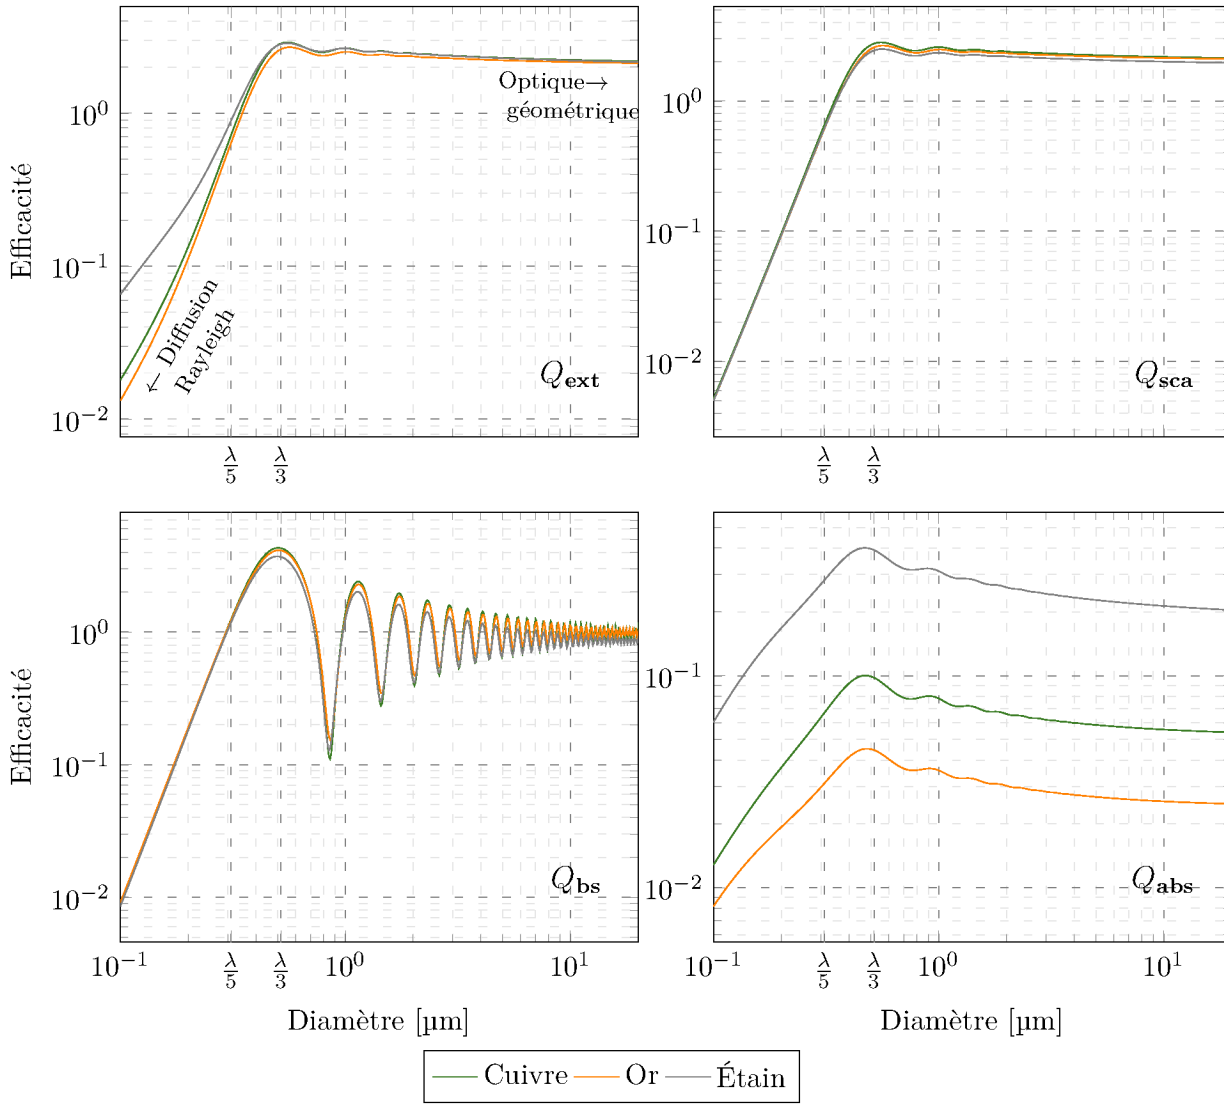 Efficacité
10⁰
10⁻¹
10⁻²
Optique→
géométrique
← Diffusion
Rayleigh
Q_ext
λ/5 λ/3
10⁰
10⁻¹
10⁻²
Q_sca
λ/5 λ/3
Efficacité
10⁰
10⁻¹
10⁻²
Q_bs
10⁻¹ λ/5 λ/3 10⁰ 10¹
Diamètre [µm]
10⁻¹
10⁻²
Q_abs
10⁻¹ λ/5 λ/3 10⁰ 10¹
Diamètre [µm]
Cuivre Or Étain